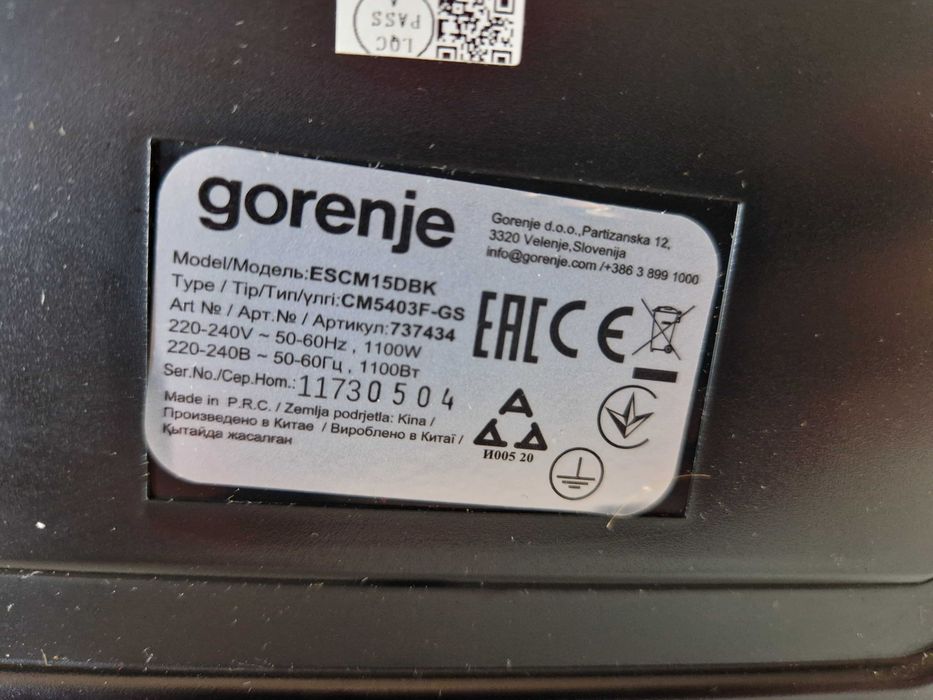 LQC
PASS
gorenje
Gorenje d.o.o.,Partizanska 12,
3320 Velenje,Slovenija
info@gorenje.com /+386 3 899 1000
Model/Модель:ESCM15DBK
Type / Tip/Тип/үлгі:CM5403F-GS
Art № / Арт.№ / Артикул:737434
220-240V ~ 50-60Hz , 1100W
220-240В ~ 50-60Гц , 1100Вт
Ser.No./Сер.Ном.:11730504
Made in P.R.C. / Zemlja podrjetla: Kina /
Произведено в Китае / Вироблено в Китаї /
Қытайда жасалған
EAC CE
И005 20